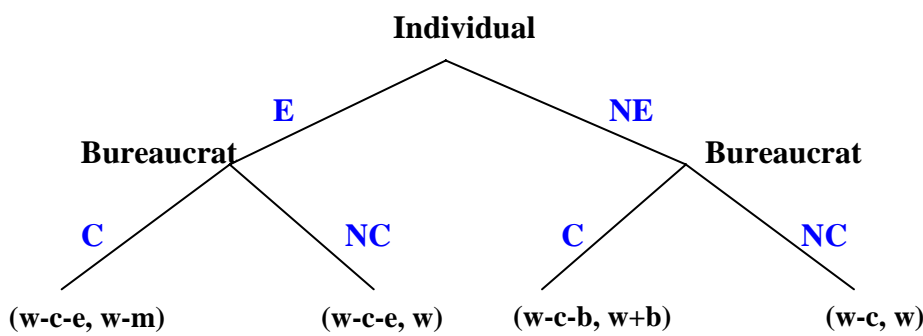 Individual
E NE
Bureaucrat Bureaucrat
C NC C NC
(w-c-e, w-m) (w-c-e, w) (w-c-b, w+b) (w-c, w)